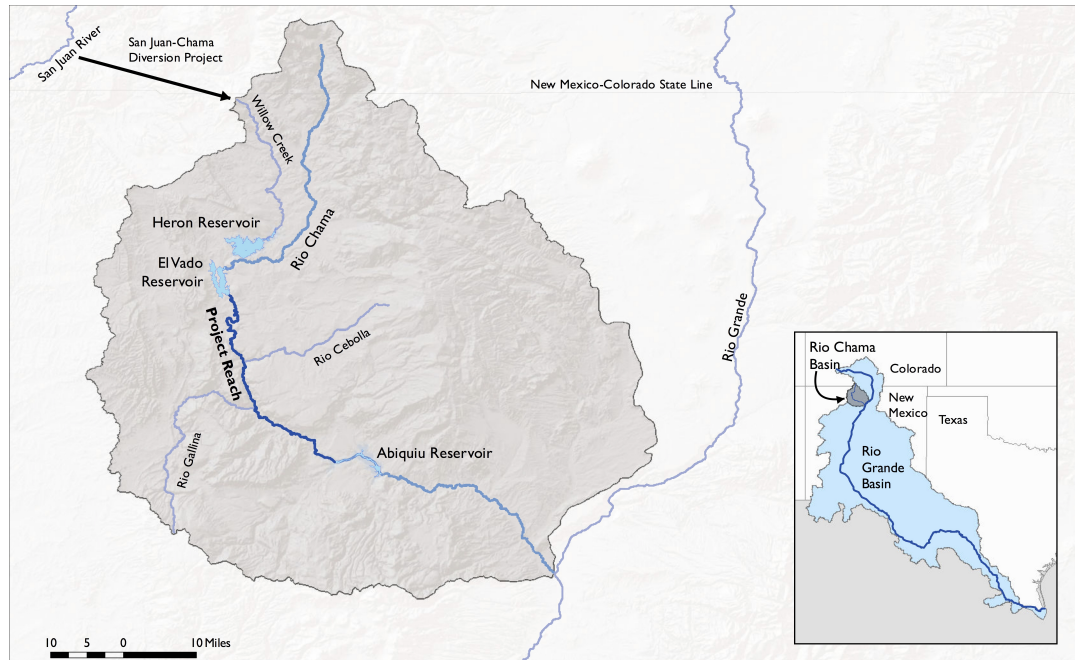 San Juan River
San Juan-Chama
Diversion Project
New Mexico-Colorado State Line
Willow Creek
Heron Reservoir
Rio Chama
El Vado
Reservoir
Project Reach
Rio Cebolla
Rio Grande
Rio Gallina
Abiquiu Reservoir
Rio Chama
Basin
Colorado
New
Mexico
Texas
Rio
Grande
Basin
10 5 0 10 Miles